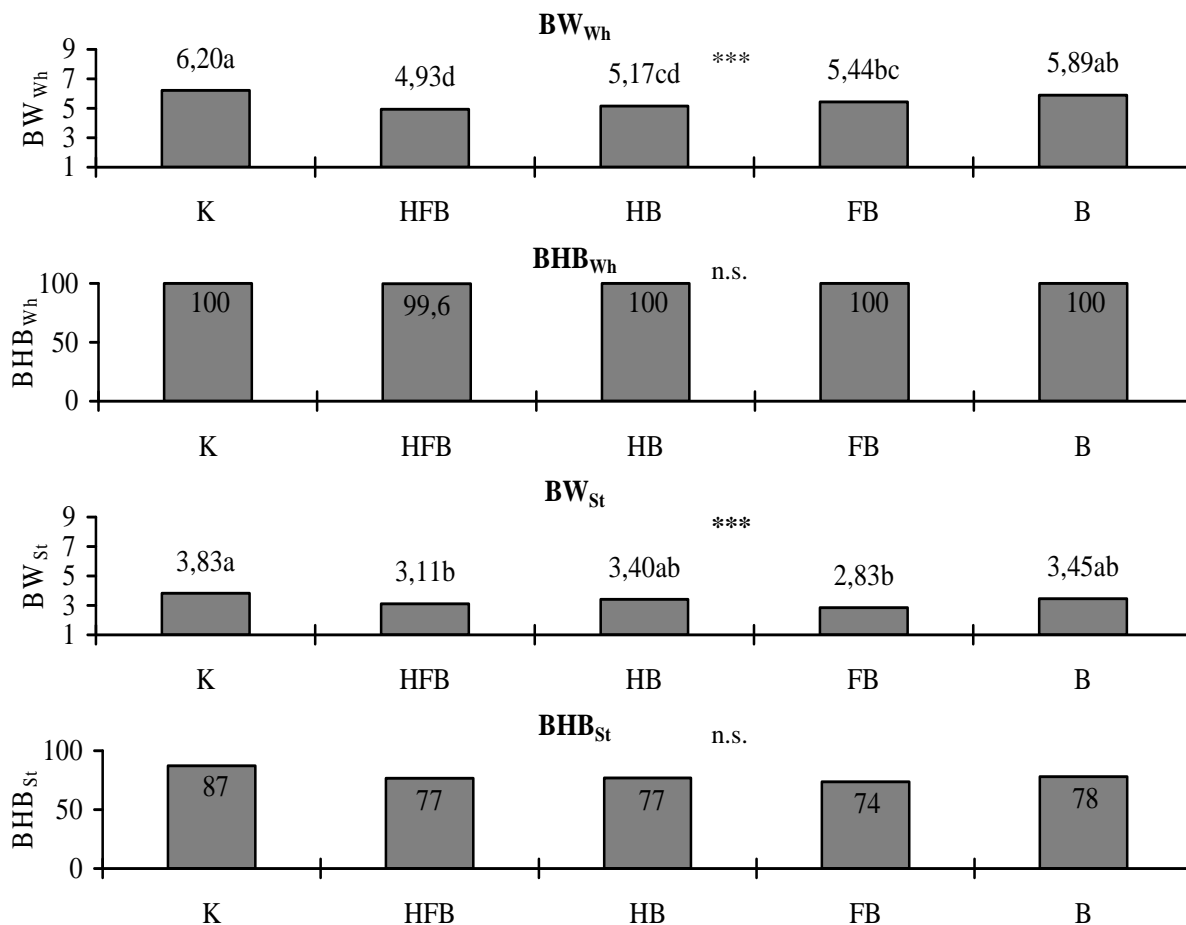 BW_Wh
BW_Wh
9
7
5
3
1
6,20a 4,93d 5,17cd *** 5,44bc 5,89ab
K HFB HB FB B
BHB_Wh
n.s.
BHB_Wh
100
50
0
100 99,6 100 100 100
K HFB HB FB B
BW_St
BW_St
9
7
5
3
1
3,83a 3,11b 3,40ab *** 2,83b 3,45ab
K HFB HB FB B
BHB_St
n.s.
BHB_St
100
50
0
87 77 77 74 78
K HFB HB FB B